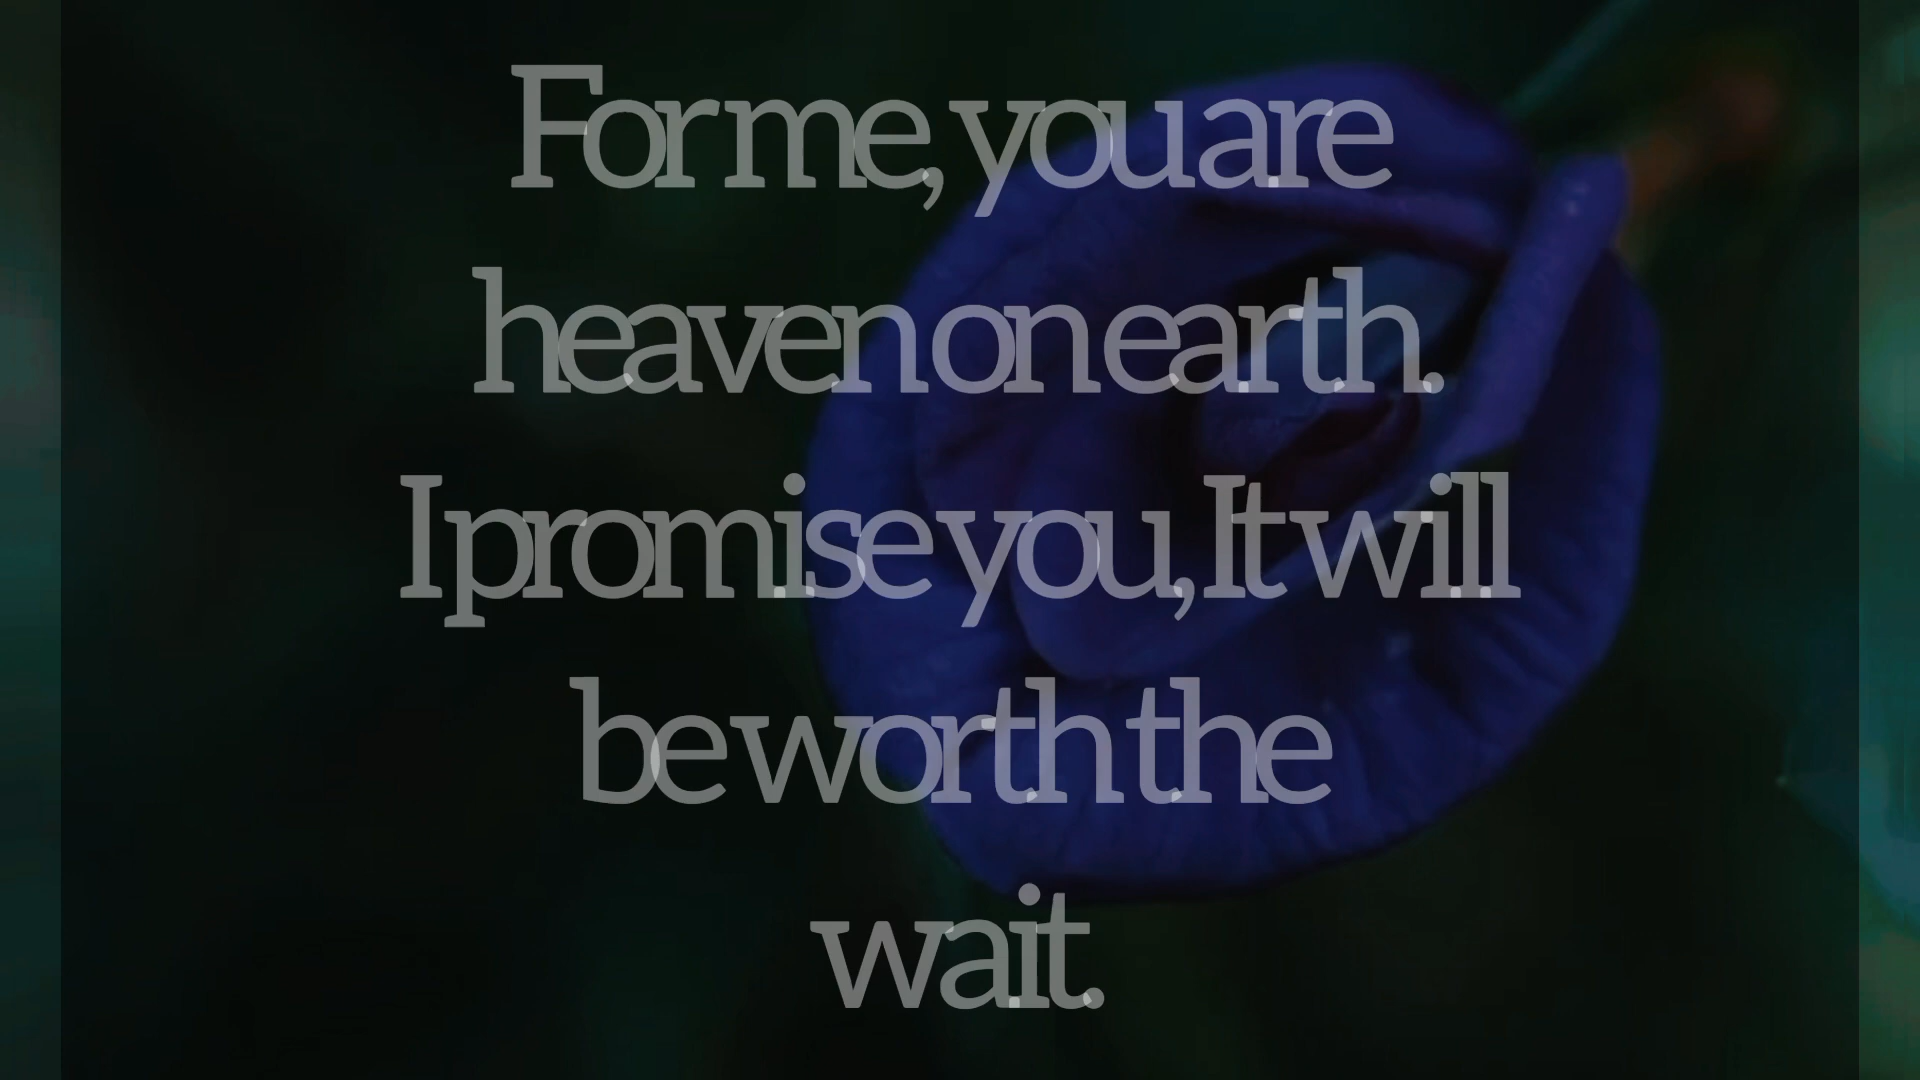 For me, you are
heaven on earth.
I promise you, It will
be worth the
wait.